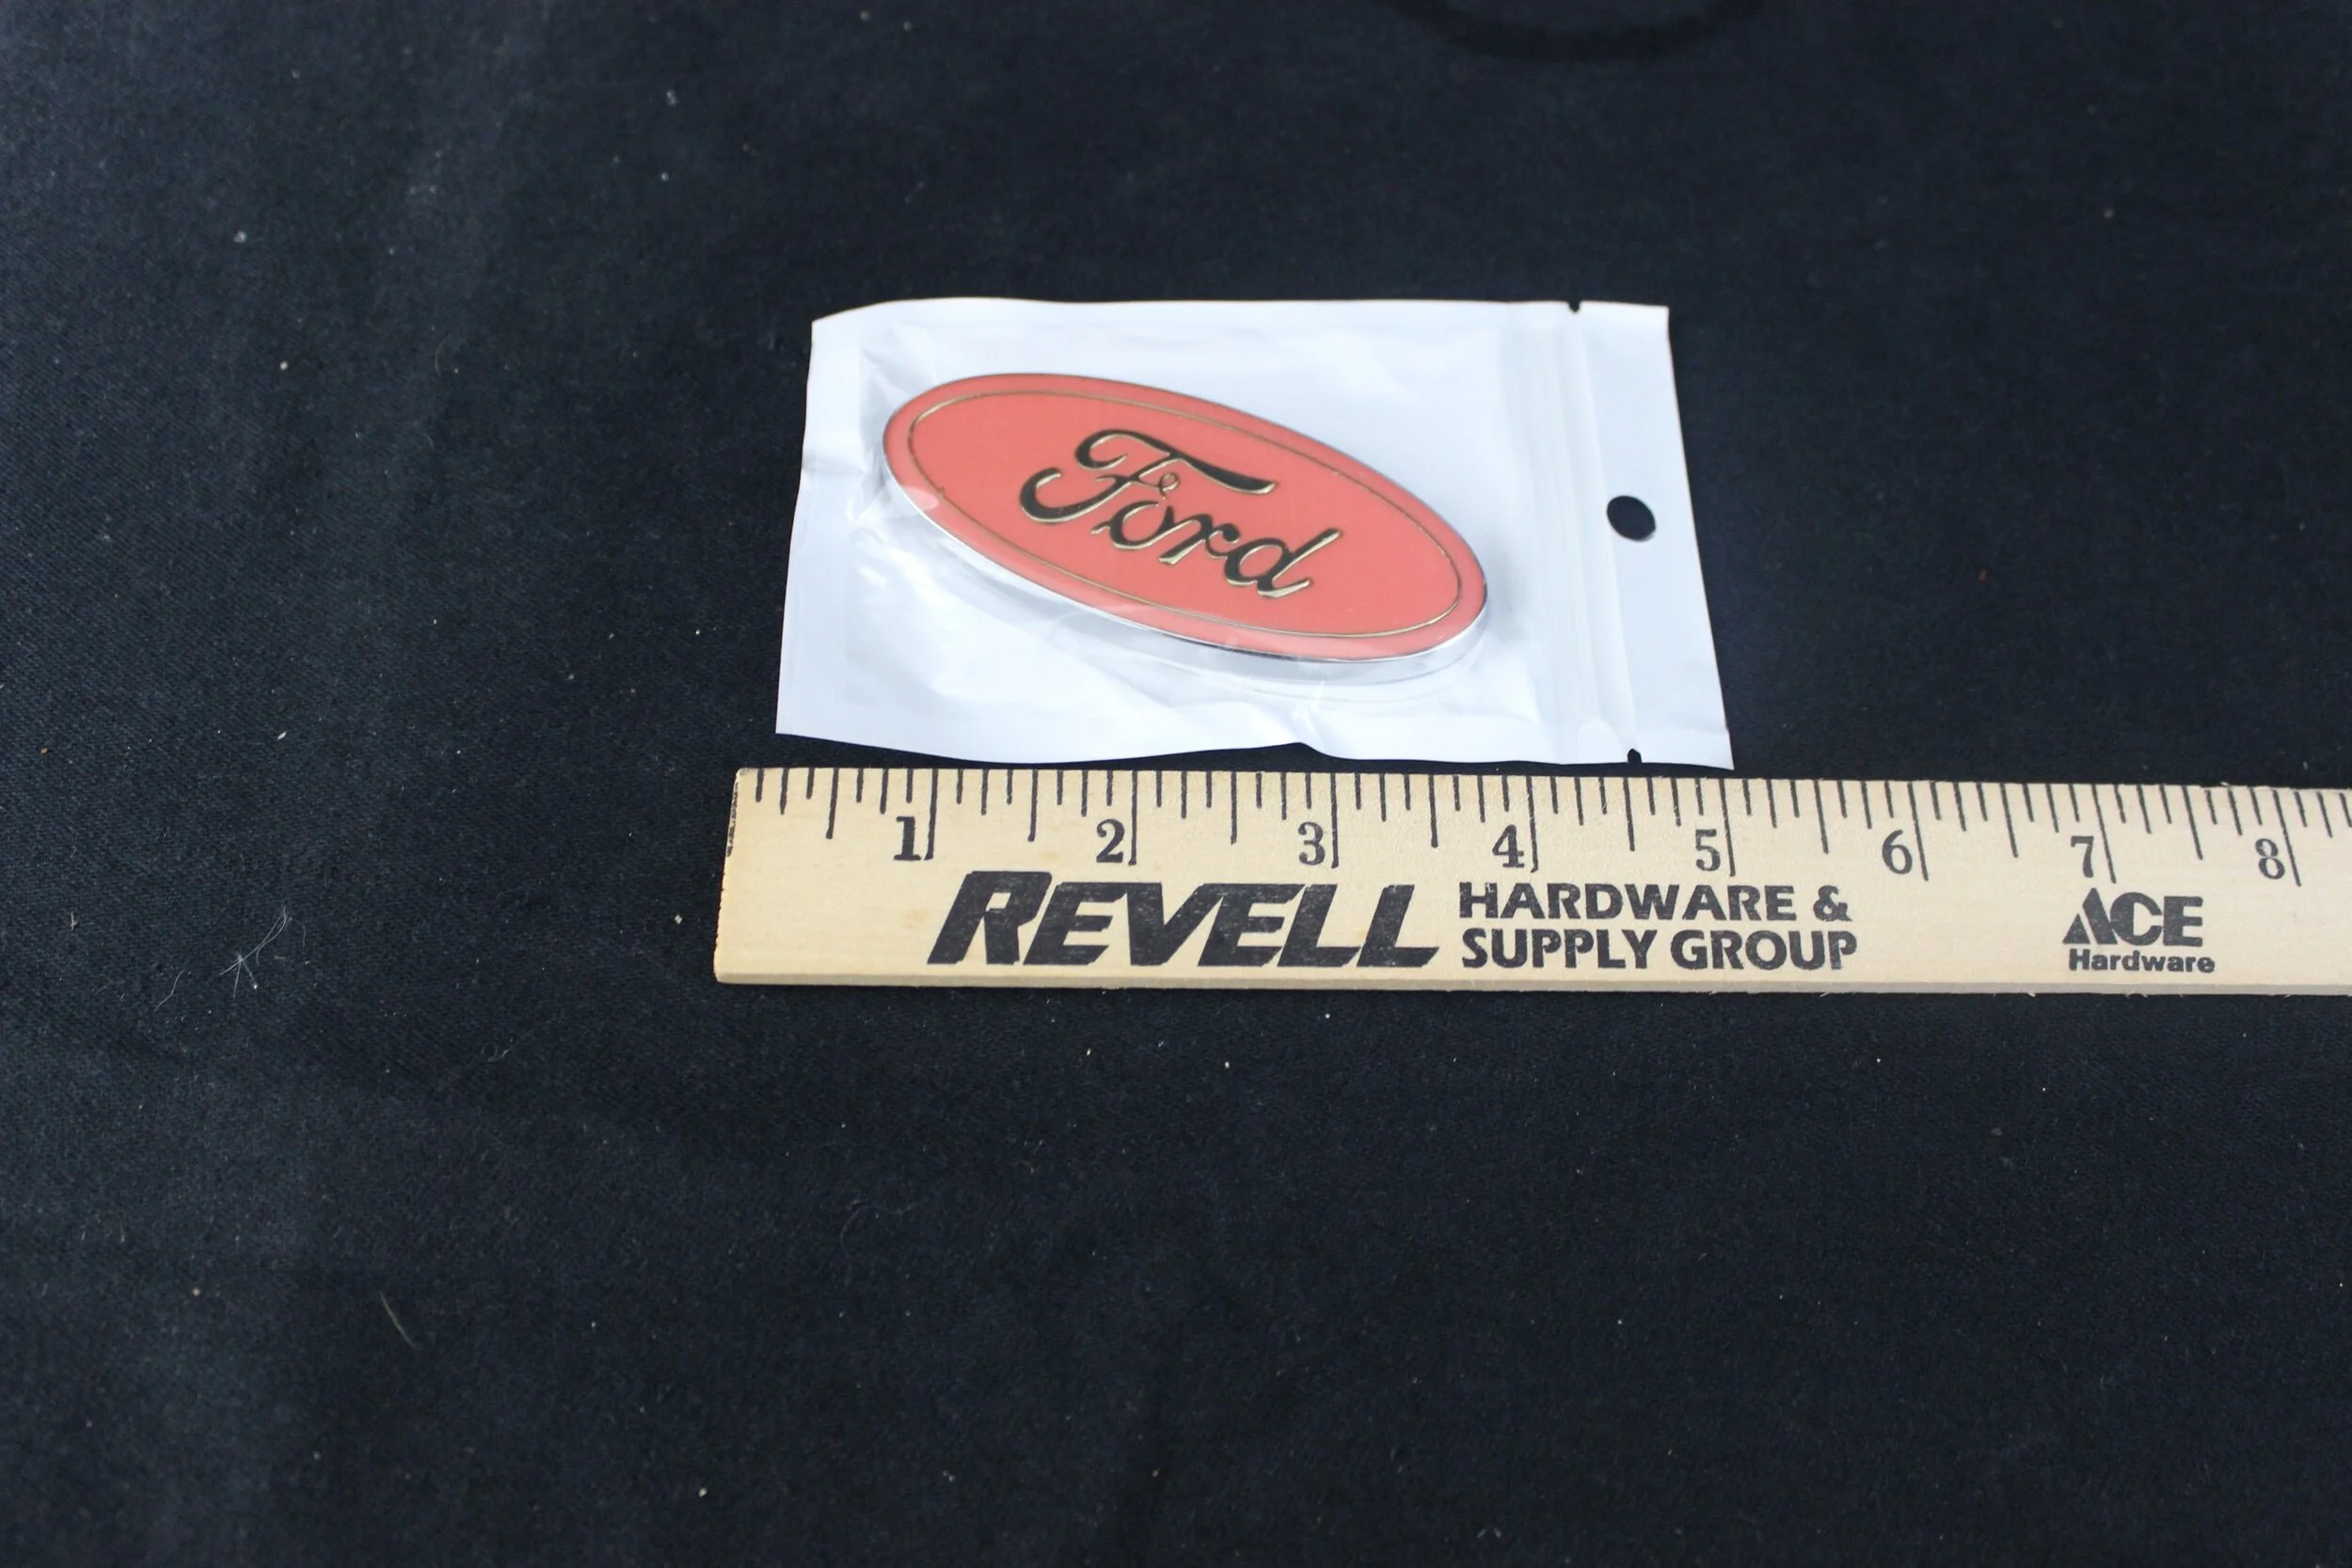 Ford
1 2 3 4 5 6 7 8
REVELL
HARDWARE &
SUPPLY GROUP
ACE
Hardware